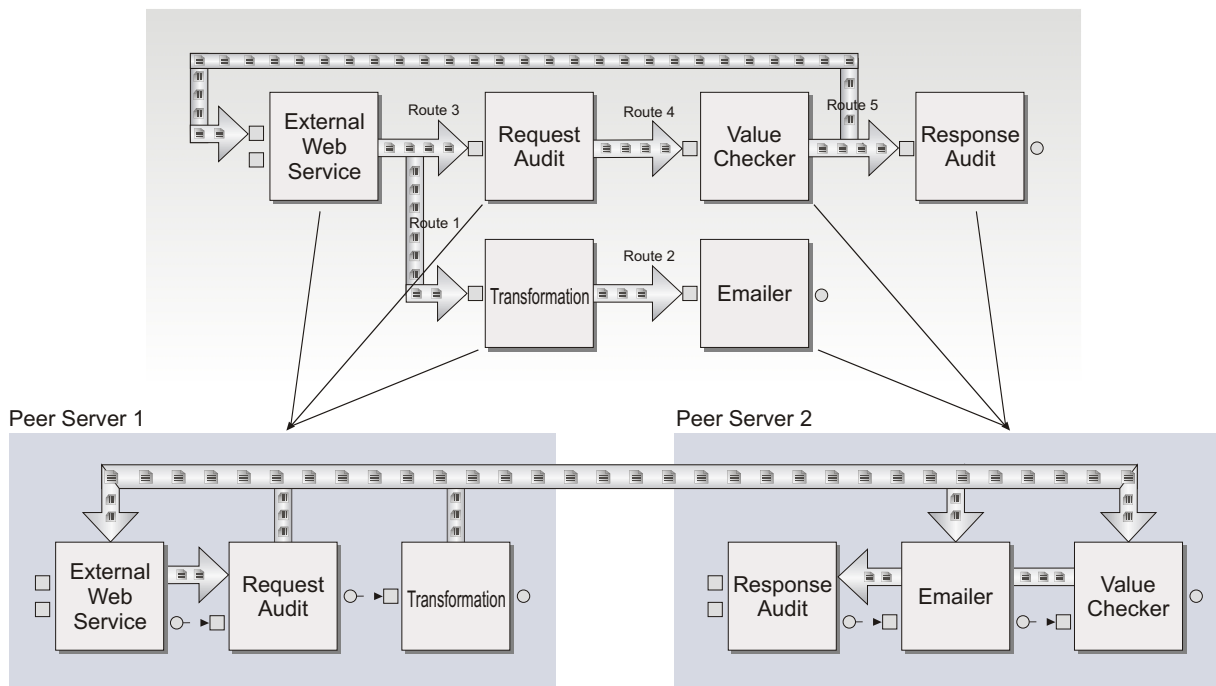 Route 3
Route 4
Route 5
External
Web
Service
Request
Audit
Value
Checker
Response
Audit
Route 1
Route 2
Transformation
Emailer
Peer Server 1
Peer Server 2
External
Web
Service
Request
Audit
Transformation
Response
Audit
Emailer
Value
Checker